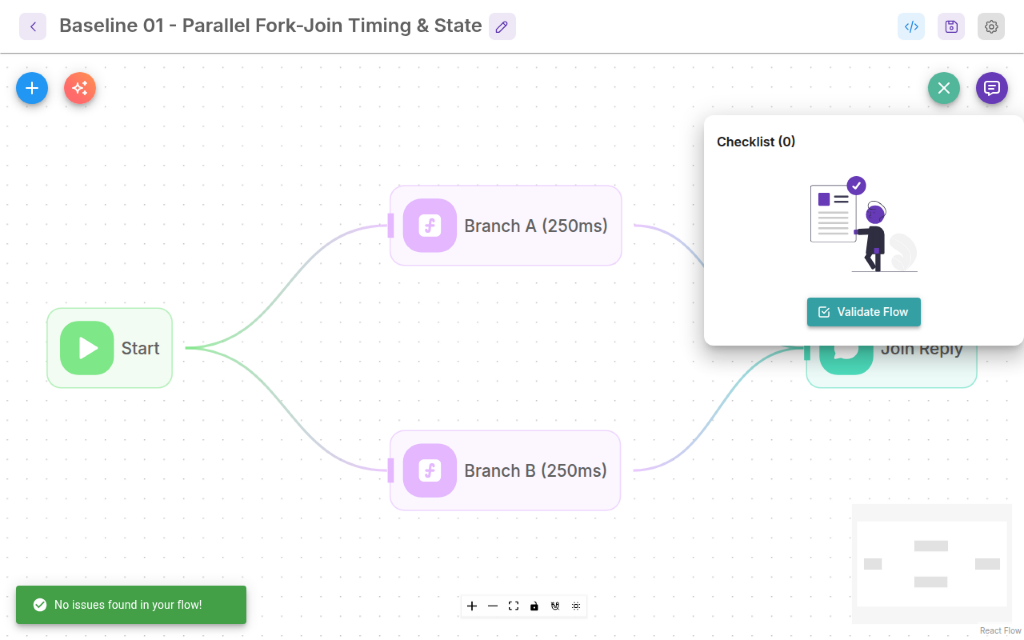 Baseline 01 - Parallel Fork-Join Timing & State
Checklist (0)
Validate Flow
Branch A (250ms)
Start
Join Reply
Branch B (250ms)
No issues found in your flow!
React Flow